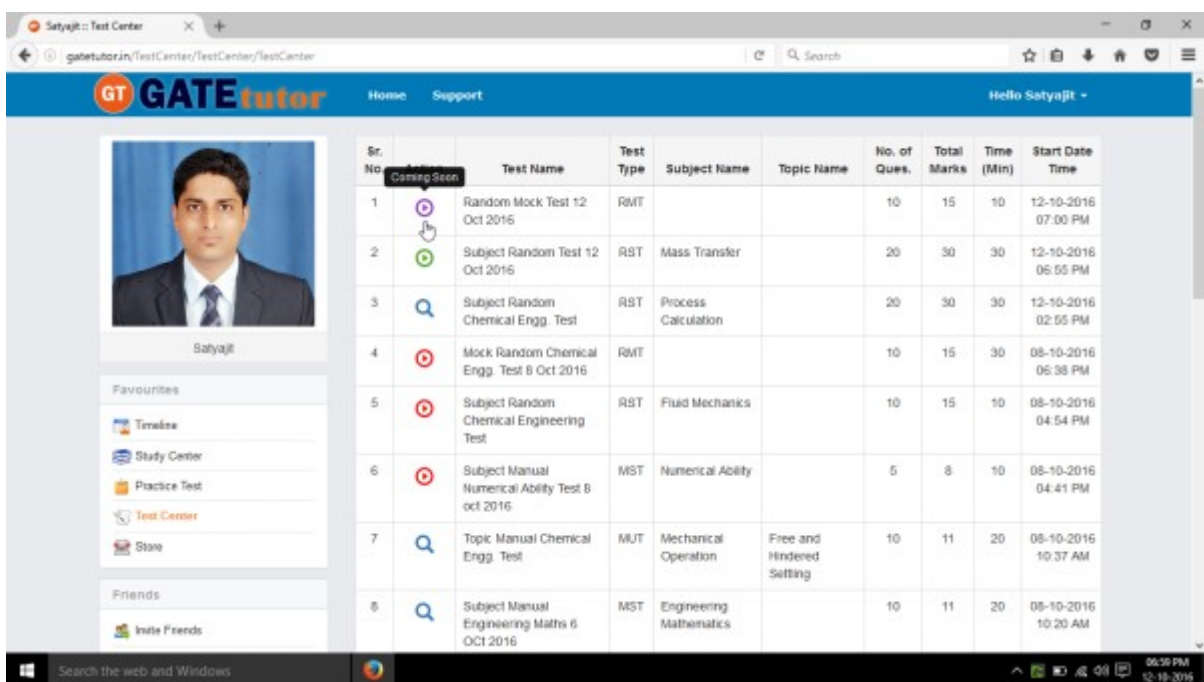 Satyajit :: Test Center
gatetutor.in/TestCenter/TestCenter/TestCenter
Search
GT GATEtutor
Home Support
Hello Satyajit
Satyajit
Favourites
Timeline
Study Center
Practice Test
Test Center
Store
Friends
Invite Friends
Sr. No. Action Test Name Test Type Subject Name Topic Name No. of Ques. Total Marks Time (Min) Start Date Time
Coming Soon
1 Random Mock Test 12 Oct 2016 RMT 10 15 10 12-10-2016 07:00 PM
2 Subject Random Test 12 Oct 2016 RST Mass Transfer 20 30 30 12-10-2016 06:55 PM
3 Subject Random Chemical Engg. Test RST Process Calculation 20 30 30 12-10-2016 02:55 PM
4 Mock Random Chemical Engg. Test 8 Oct 2016 RMT 10 15 30 08-10-2016 06:38 PM
5 Subject Random Chemical Engineering Test RST Fluid Mechanics 10 15 10 08-10-2016 04:54 PM
6 Subject Manual Numerical Ability Test 8 oct 2016 MST Numerical Ability 5 8 10 08-10-2016 04:41 PM
7 Topic Manual Chemical Engg. Test MUT Mechanical Operation Free and Hindered Settling 10 11 20 08-10-2016 10:37 AM
8 Subject Manual Engineering Maths 6 OCt 2016 MST Engineering Mathematics 10 11 20 08-10-2016 10:20 AM
Search the web and Windows
06:59 PM
12-10-2016